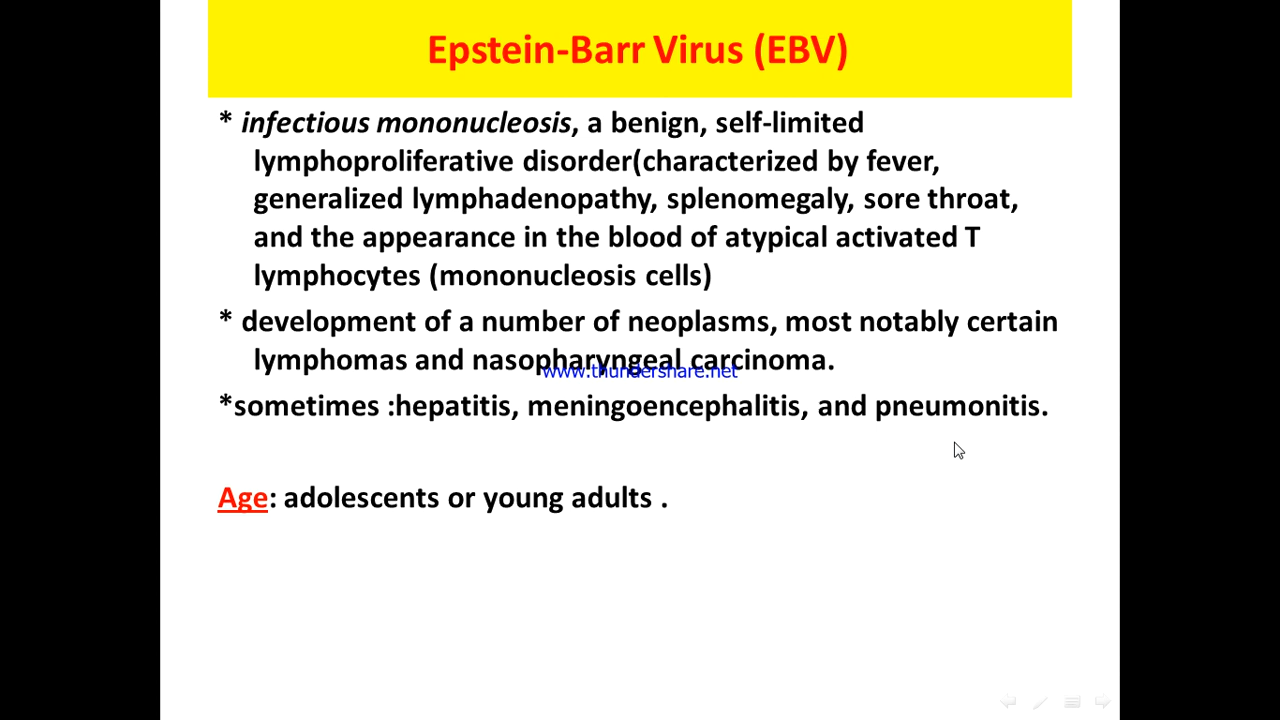 Epstein-Barr Virus (EBV)
* infectious mononucleosis, a benign, self-limited
lymphoproliferative disorder(characterized by fever,
generalized lymphadenopathy, splenomegaly, sore throat,
and the appearance in the blood of atypical activated T
lymphocytes (mononucleosis cells)
* development of a number of neoplasms, most notably certain
lymphomas and nasopharyngeal carcinoma.
www.thundershare.net
*sometimes :hepatitis, meningoencephalitis, and pneumonitis.
Age: adolescents or young adults .